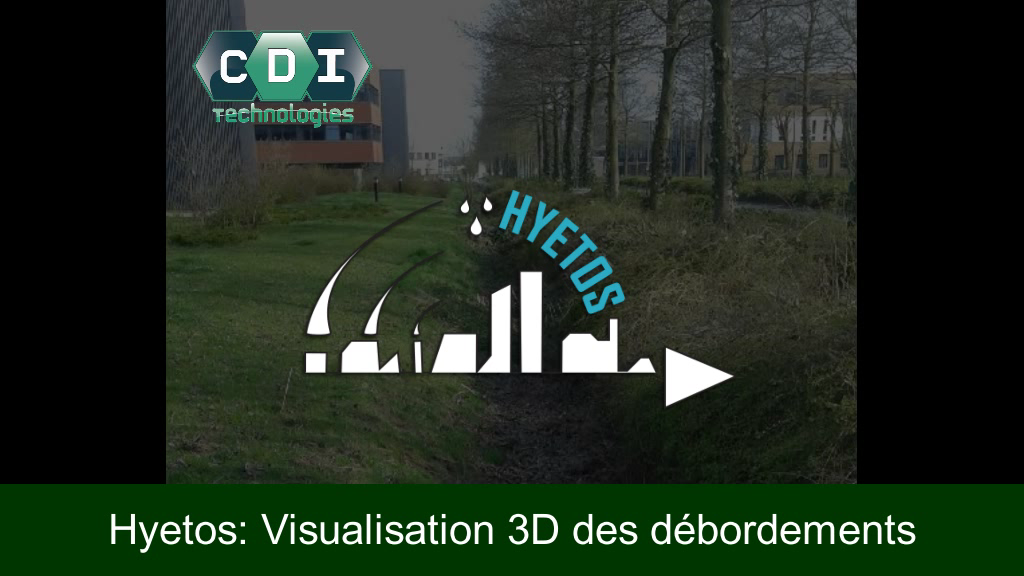 CDI
Technologies
HYETOS
Hyetos: Visualisation 3D des débordements